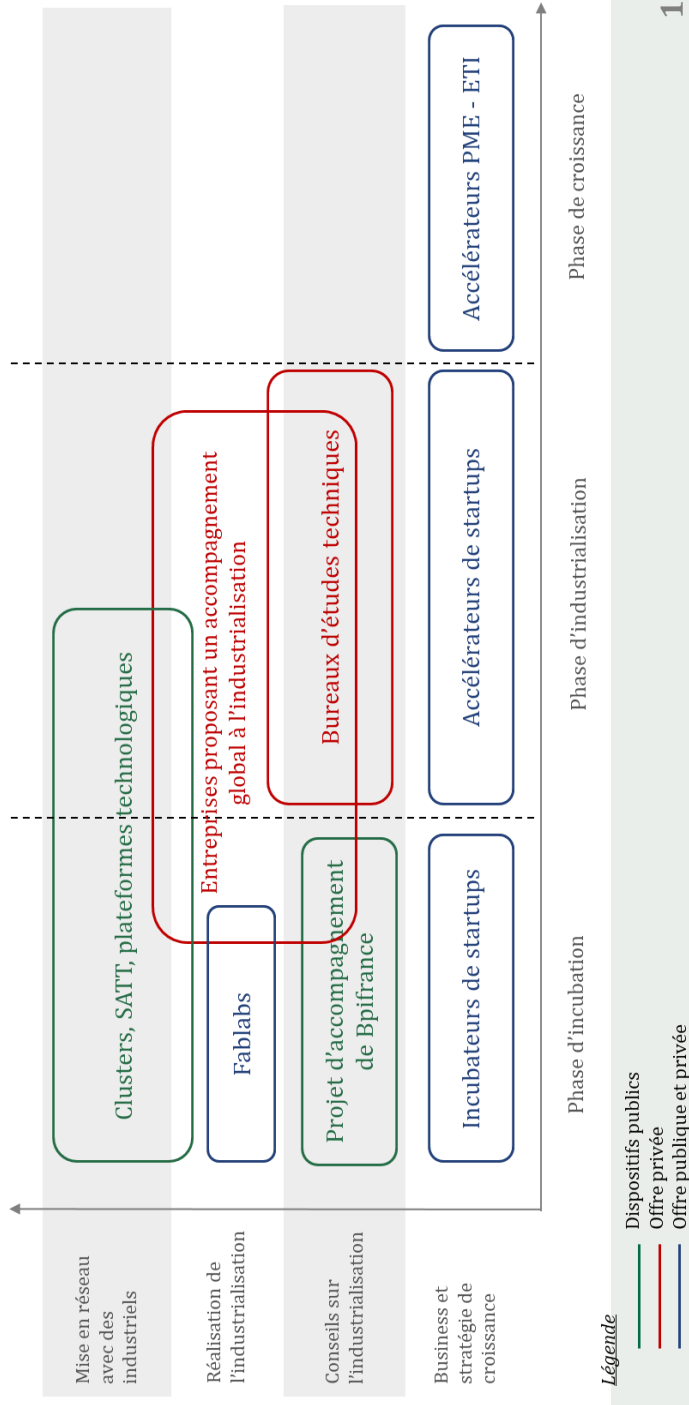 Mise en réseau
avec des
industriels
Clusters, SATT, plateformes technologiques
Réalisation de
l'industrialisation
Fablabs
Entreprises proposant un accompagnement
global à l'industrialisation
Conseils sur
l'industrialisation
Projet d'accompagnement
de Bpifrance
Bureaux d'études techniques
Business et
stratégie de
croissance
Incubateurs de startups
Accélérateurs de startups
Accélérateurs PME - ETI
Phase d'incubation
Phase d'industrialisation
Phase de croissance
Légende
Dispositifs publics
Offre privée
Offre publique et privée
1